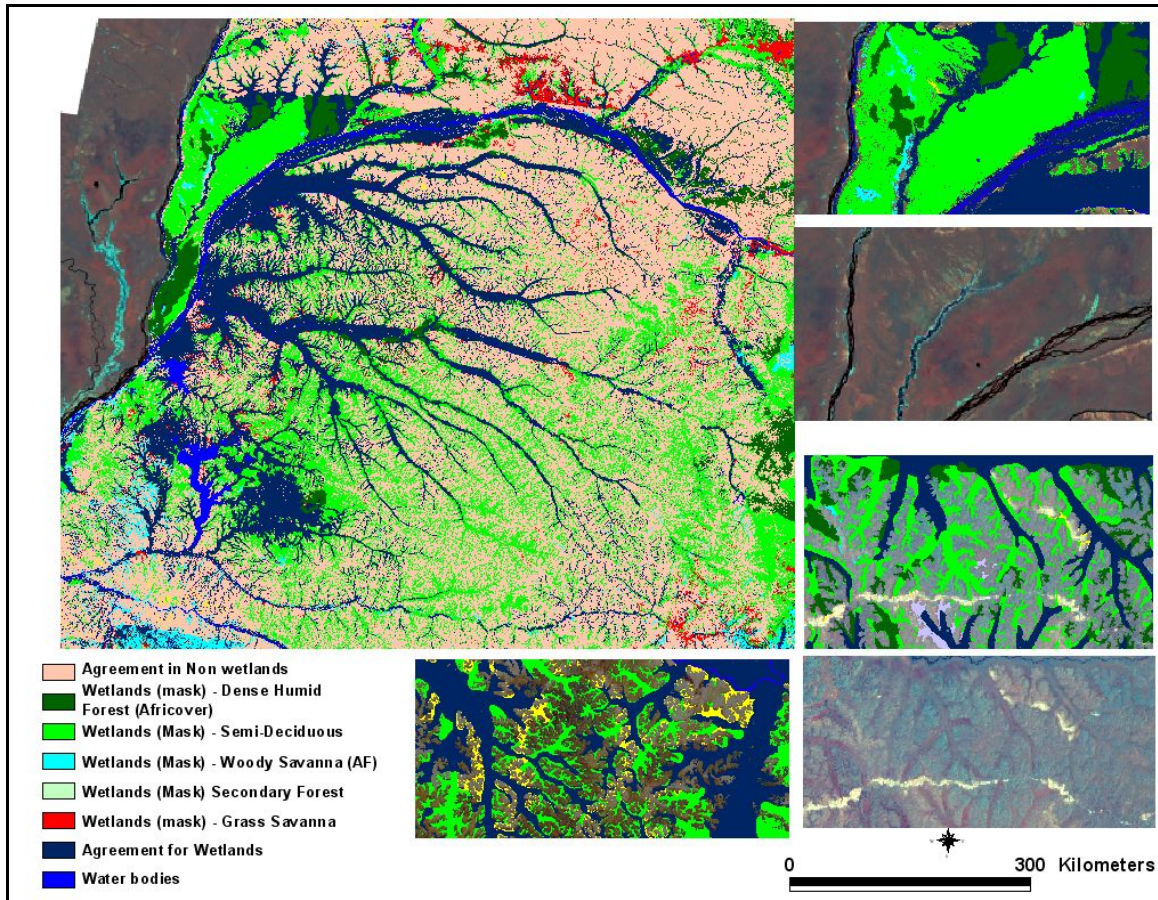 Agreement in Non wetlands
Wetlands (mask) - Dense Humid
Forest (Africover)
Wetlands (Mask) - Semi-Deciduous
Wetlands (Mask) - Woody Savanna (AF)
Wetlands (Mask) Secondary Forest
Wetlands (mask) - Grass Savanna
Agreement for Wetlands
Water bodies
0 300 Kilometers